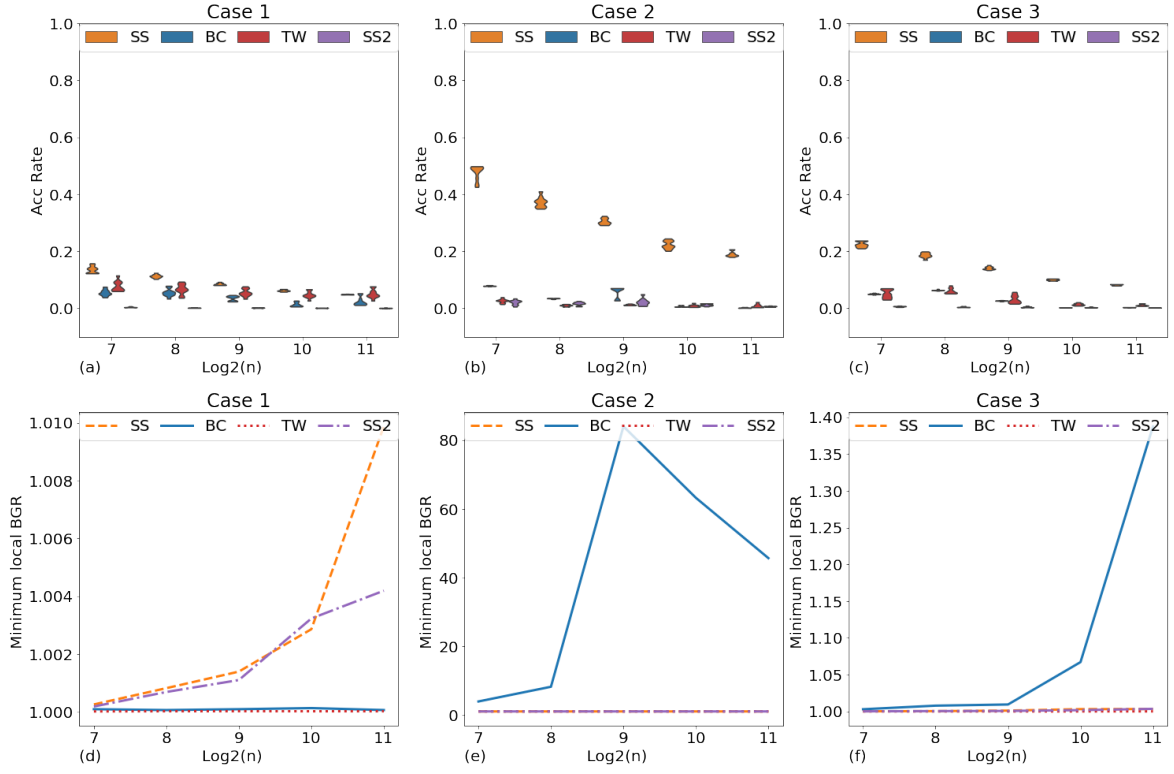 Case 1
1.0
SS BC TW SS2
0.8
0.6
0.4
0.2
0.0
Acc Rate
7 8 9 10 11
(a)
Log2(n)
Case 2
1.0
SS BC TW SS2
0.8
0.6
0.4
0.2
0.0
Acc Rate
7 8 9 10 11
(b)
Log2(n)
Case 3
1.0
SS BC TW SS2
0.8
0.6
0.4
0.2
0.0
Acc Rate
7 8 9 10 11
(c)
Log2(n)
Case 1
1.010
SS BC TW SS2
1.008
1.006
1.004
1.002
1.000
Minimum local BGR
7 8 9 10 11
(d)
Log2(n)
Case 2
SS BC TW SS2
80
60
40
20
0
Minimum local BGR
7 8 9 10 11
(e)
Log2(n)
Case 3
1.40
SS BC TW SS2
1.35
1.30
1.25
1.20
1.15
1.10
1.05
1.00
Minimum local BGR
7 8 9 10 11
(f)
Log2(n)